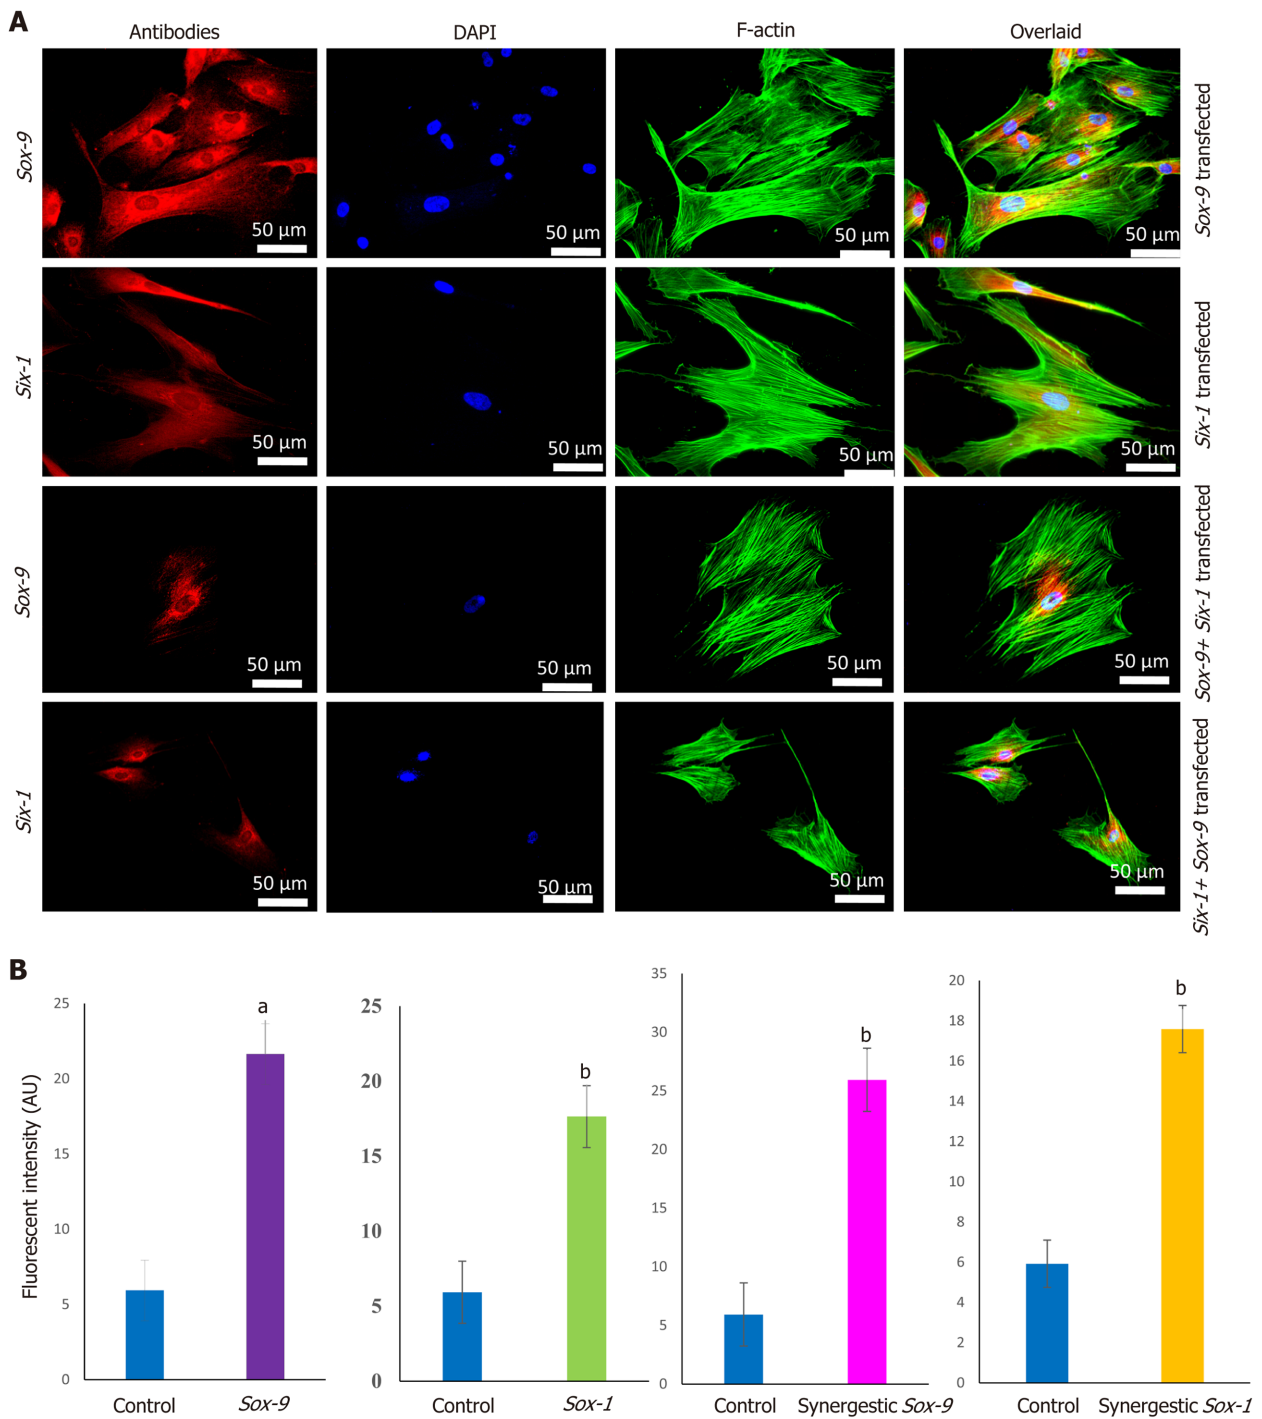 A
Antibodies DAPI F-actin Overlaid
Sox-9
50 μm 50 μm 50 μm 50 μm
Sox-9 transfected
Six-1
50 μm 50 μm 50 μm 50 μm
Six-1 transfected
Sox-9
50 μm 50 μm 50 μm 50 μm
Sox-9+ Six-1 transfected
Six-1
50 μm 50 μm 50 μm 50 μm
Six-1+ Sox-9 transfected
B
Fluorescent intensity (AU)
25
20
15
10
5
0
a
Control Sox-9
25
20
15
10
5
0
b
Control Sox-1
35
30
25
20
15
10
5
0
b
Control Synergestic Sox-9
20
18
16
14
12
10
8
6
4
2
0
b
Control Synergestic Sox-1